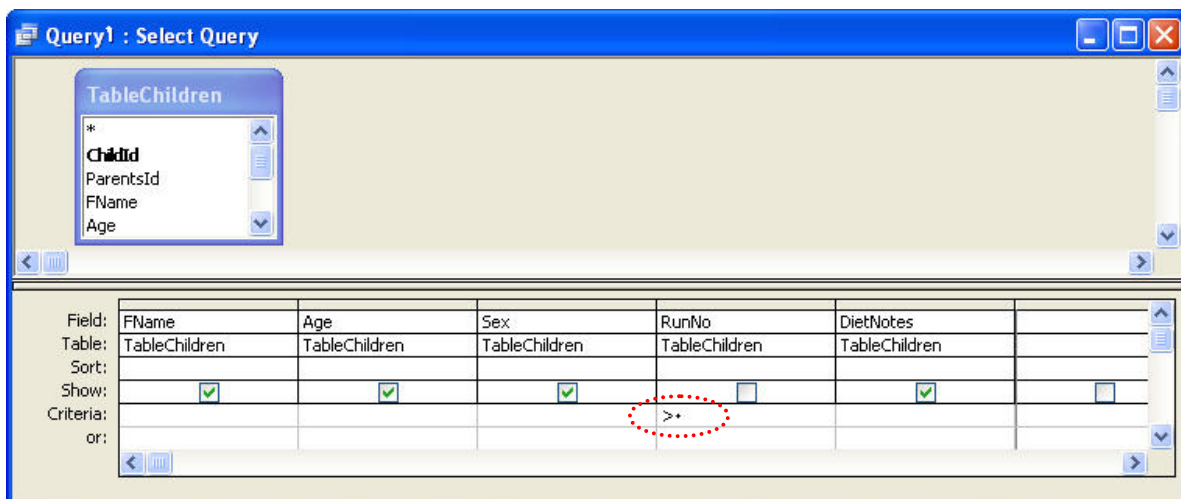 Query1 : Select Query
TableChildren
*
ChildId
ParentsId
FName
Age
Field: FName Age Sex RunNo DietNotes
Table: TableChildren TableChildren TableChildren TableChildren TableChildren
Sort:
Show:
Criteria: >٠
or: